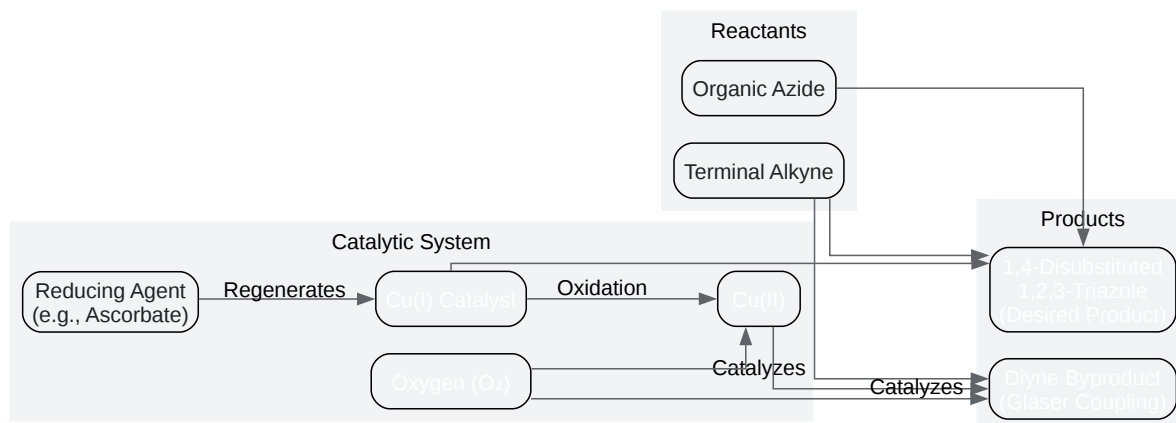 Reactants
Organic Azide
Terminal Alkyne
Products
1,4-Disubstituted
1,2,3-Triazole
(Desired Product)
Catalytic System
Reducing Agent
(e.g., Ascorbate)
Regenerates
Cu(I) Catalyst
Oxidation
Cu(II)
Oxygen (O₂)
Catalyzes
Catalyzes
Diyne Byproduct
(Glaser Coupling)